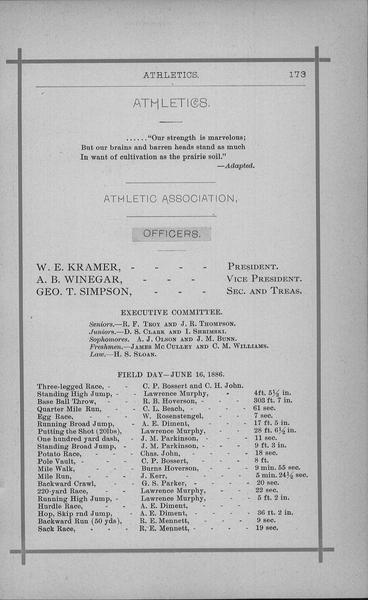 ATHLETICS. 173
ATHLETICS.
......"Our strength is marvelous;
But our brains and barren heads stand as much
In want of cultivation as the prairie soil."
—Adapted.
ATHLETIC ASSOCIATION,
OFFICERS.
W. E. KRAMER, - - - - PRESIDENT.
A. B. WINEGAR, - - - VICE PRESIDENT.
GEO. T. SIMPSON, - - - SEC. AND TREAS.
EXECUTIVE COMMITTEE.
Seniors.—R. F. TROY AND J. R. THOMPSON.
Juniors.—D. S. CLARK AND I. SHRIMSKI.
Sophomores. A. J. OLSON AND J. M. BUNN.
Freshmen.—JAMES MC CULLEY AND C. M. WILLIAMS.
Law.—H. S. SLOAN.
FIELD DAY—JUNE 16, 1886.
Three-legged Race, - C. P. Bossert and C. H. John.
Standing High Jump, - Lawrence Murphy, - 4ft. 5½ in.
Base Ball Throw, - R. B. Hoverson, - - 303 ft. 7 in.
Quarter Mile Run, - C. L. Beach, - - 61 sec.
Egg Race, - - W. Rosenstengel, - - 7 sec.
Running Broad Jump, - A. E. Diment, - - 17 ft. 5 in.
Putting the Shot (20lbs), - Lawrence Murphy, - - 28 ft. 6½ in.
One hundred yard dash, - J. M. Parkinson, - - 11 sec.
Standing Broad Jump, - J. M. Parkinson, - - 9 ft. 3 in.
Potato Race, - - Chas. John, - - - 18 sec.
Pole Vault, - - C. P. Bossert, - - 8 ft.
Mile Walk, - - Burns Hoverson, - - 9 min. 55 sec.
Mile Run, - - J. Kerr, - - - 5 min. 24½ sec.
Backward Crawl, - G. S. Parker, - - - 20 sec.
220-yard Race, - - Lawrence Murphy, - - 22 sec.
Running High Jump, - Lawrence Murphy, - - 5 ft. 2 in.
Hurdle Race, - - A. E. Diment,
Hop, Skip rnd Jump, - A. E. Diment, - - - 36 ft. 2 in.
Backward Run (50 yds), - R. E. Mennett, - - - 9 sec.
Sack Race, - - - R. E. Mennett, - - - 19 sec.